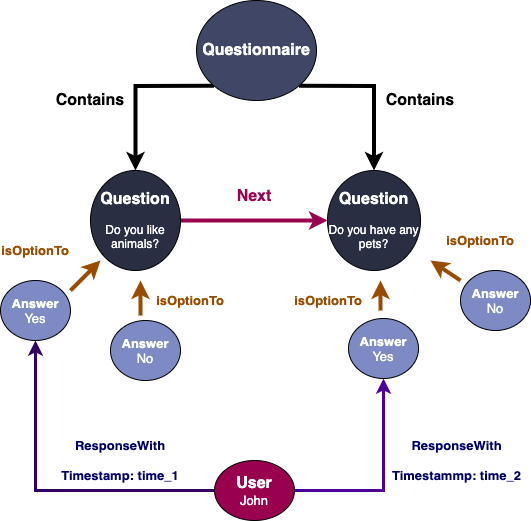 Questionnaire
Contains
Contains
Question
Do you like
animals?
Next
Question
Do you have any
pets?
isOptionTo
isOptionTo
isOptionTo
isOptionTo
Answer
Yes
Answer
No
Answer
Yes
Answer
No
ResponseWith
Timestamp: time_1
ResponseWith
Timestammp: time_2
User
John